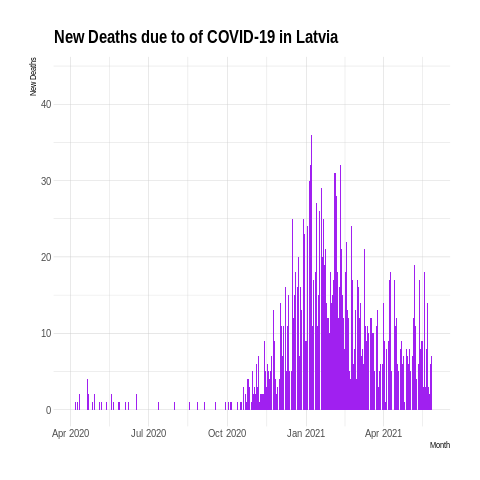 New Deaths due to of COVID-19 in Latvia
New Deaths
40
30
20
10
0
Apr 2020 Jul 2020 Oct 2020 Jan 2021 Apr 2021
Month